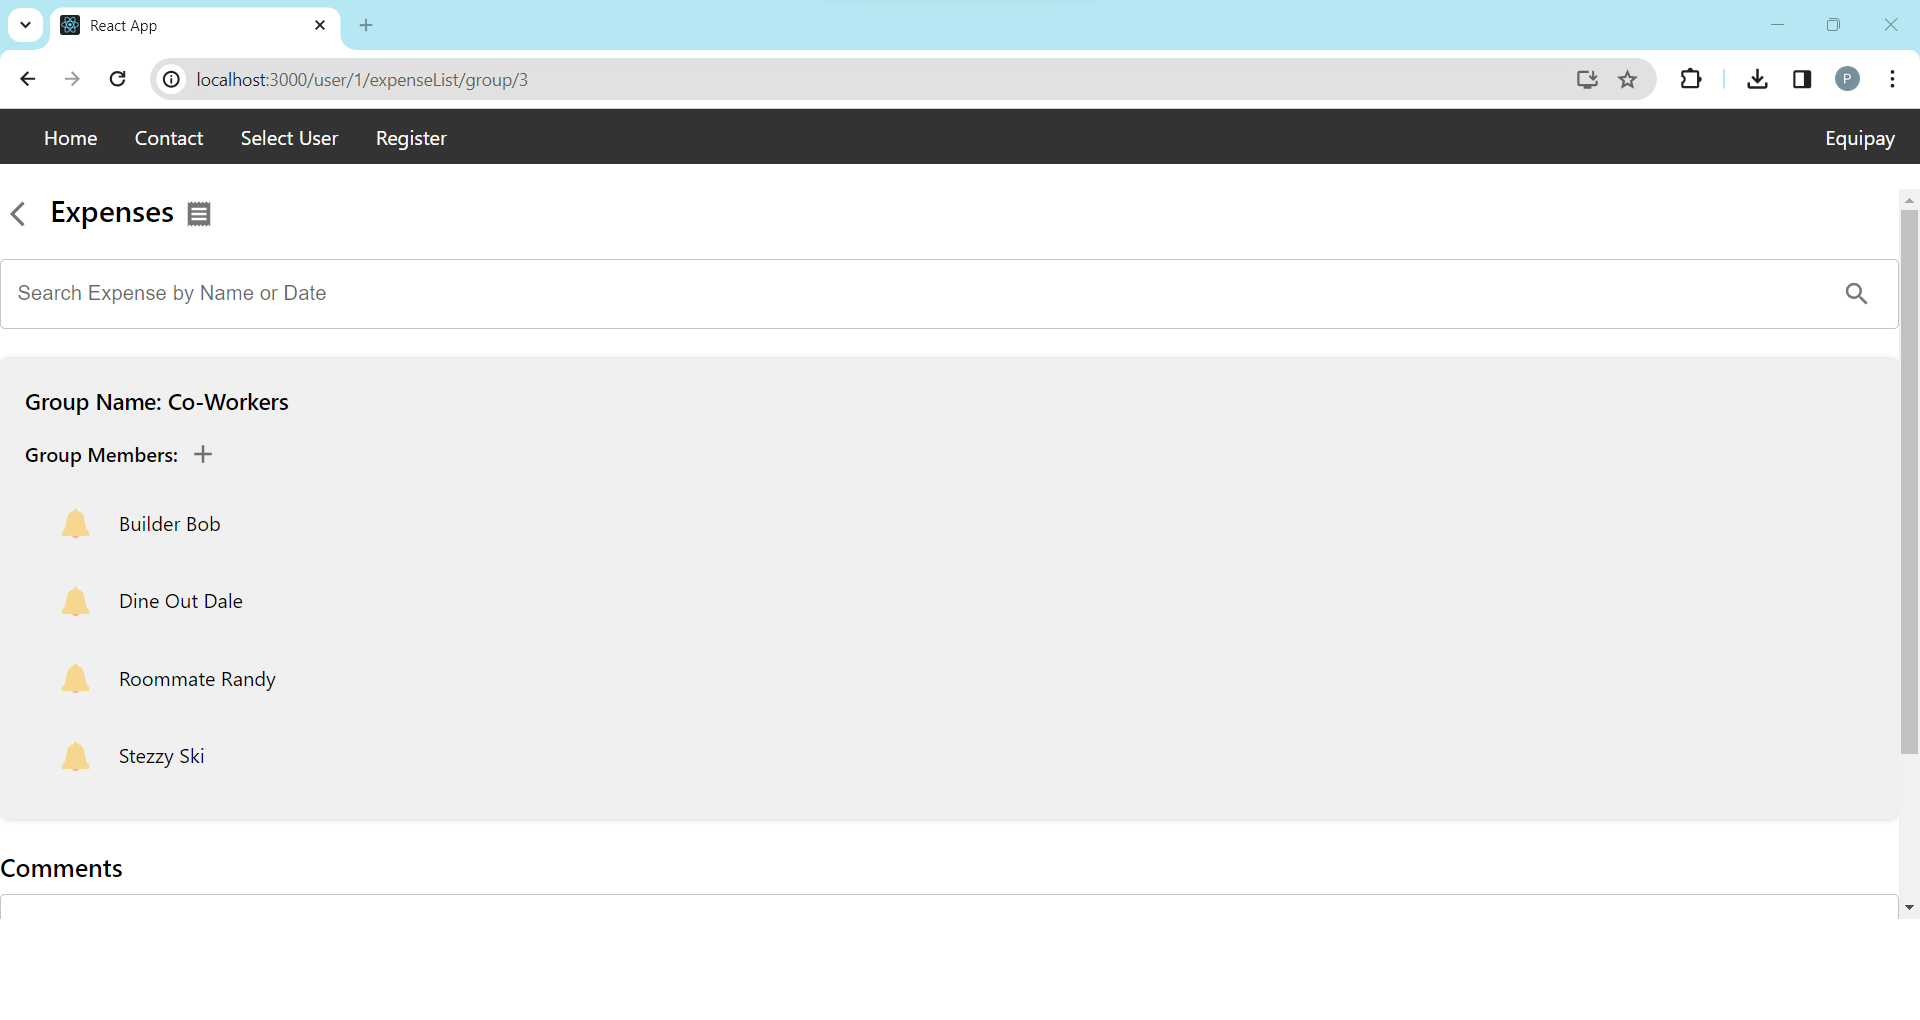 React App
localhost:3000/user/1/expenseList/group/3
P
Home Contact Select User Register Equipay
Expenses
Search Expense by Name or Date
Group Name: Co-Workers
Group Members:
Builder Bob
Dine Out Dale
Roommate Randy
Stezzy Ski
Comments